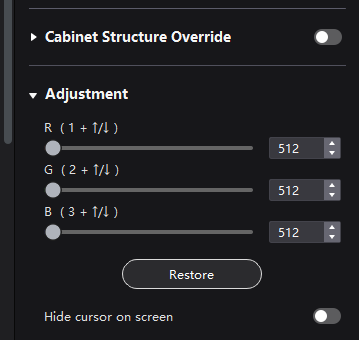 Cabinet Structure Override
Adjustment
R ( 1 + ↑/↓ )
512
G ( 2 + ↑/↓ )
512
B ( 3 + ↑/↓ )
512
Restore
Hide cursor on screen